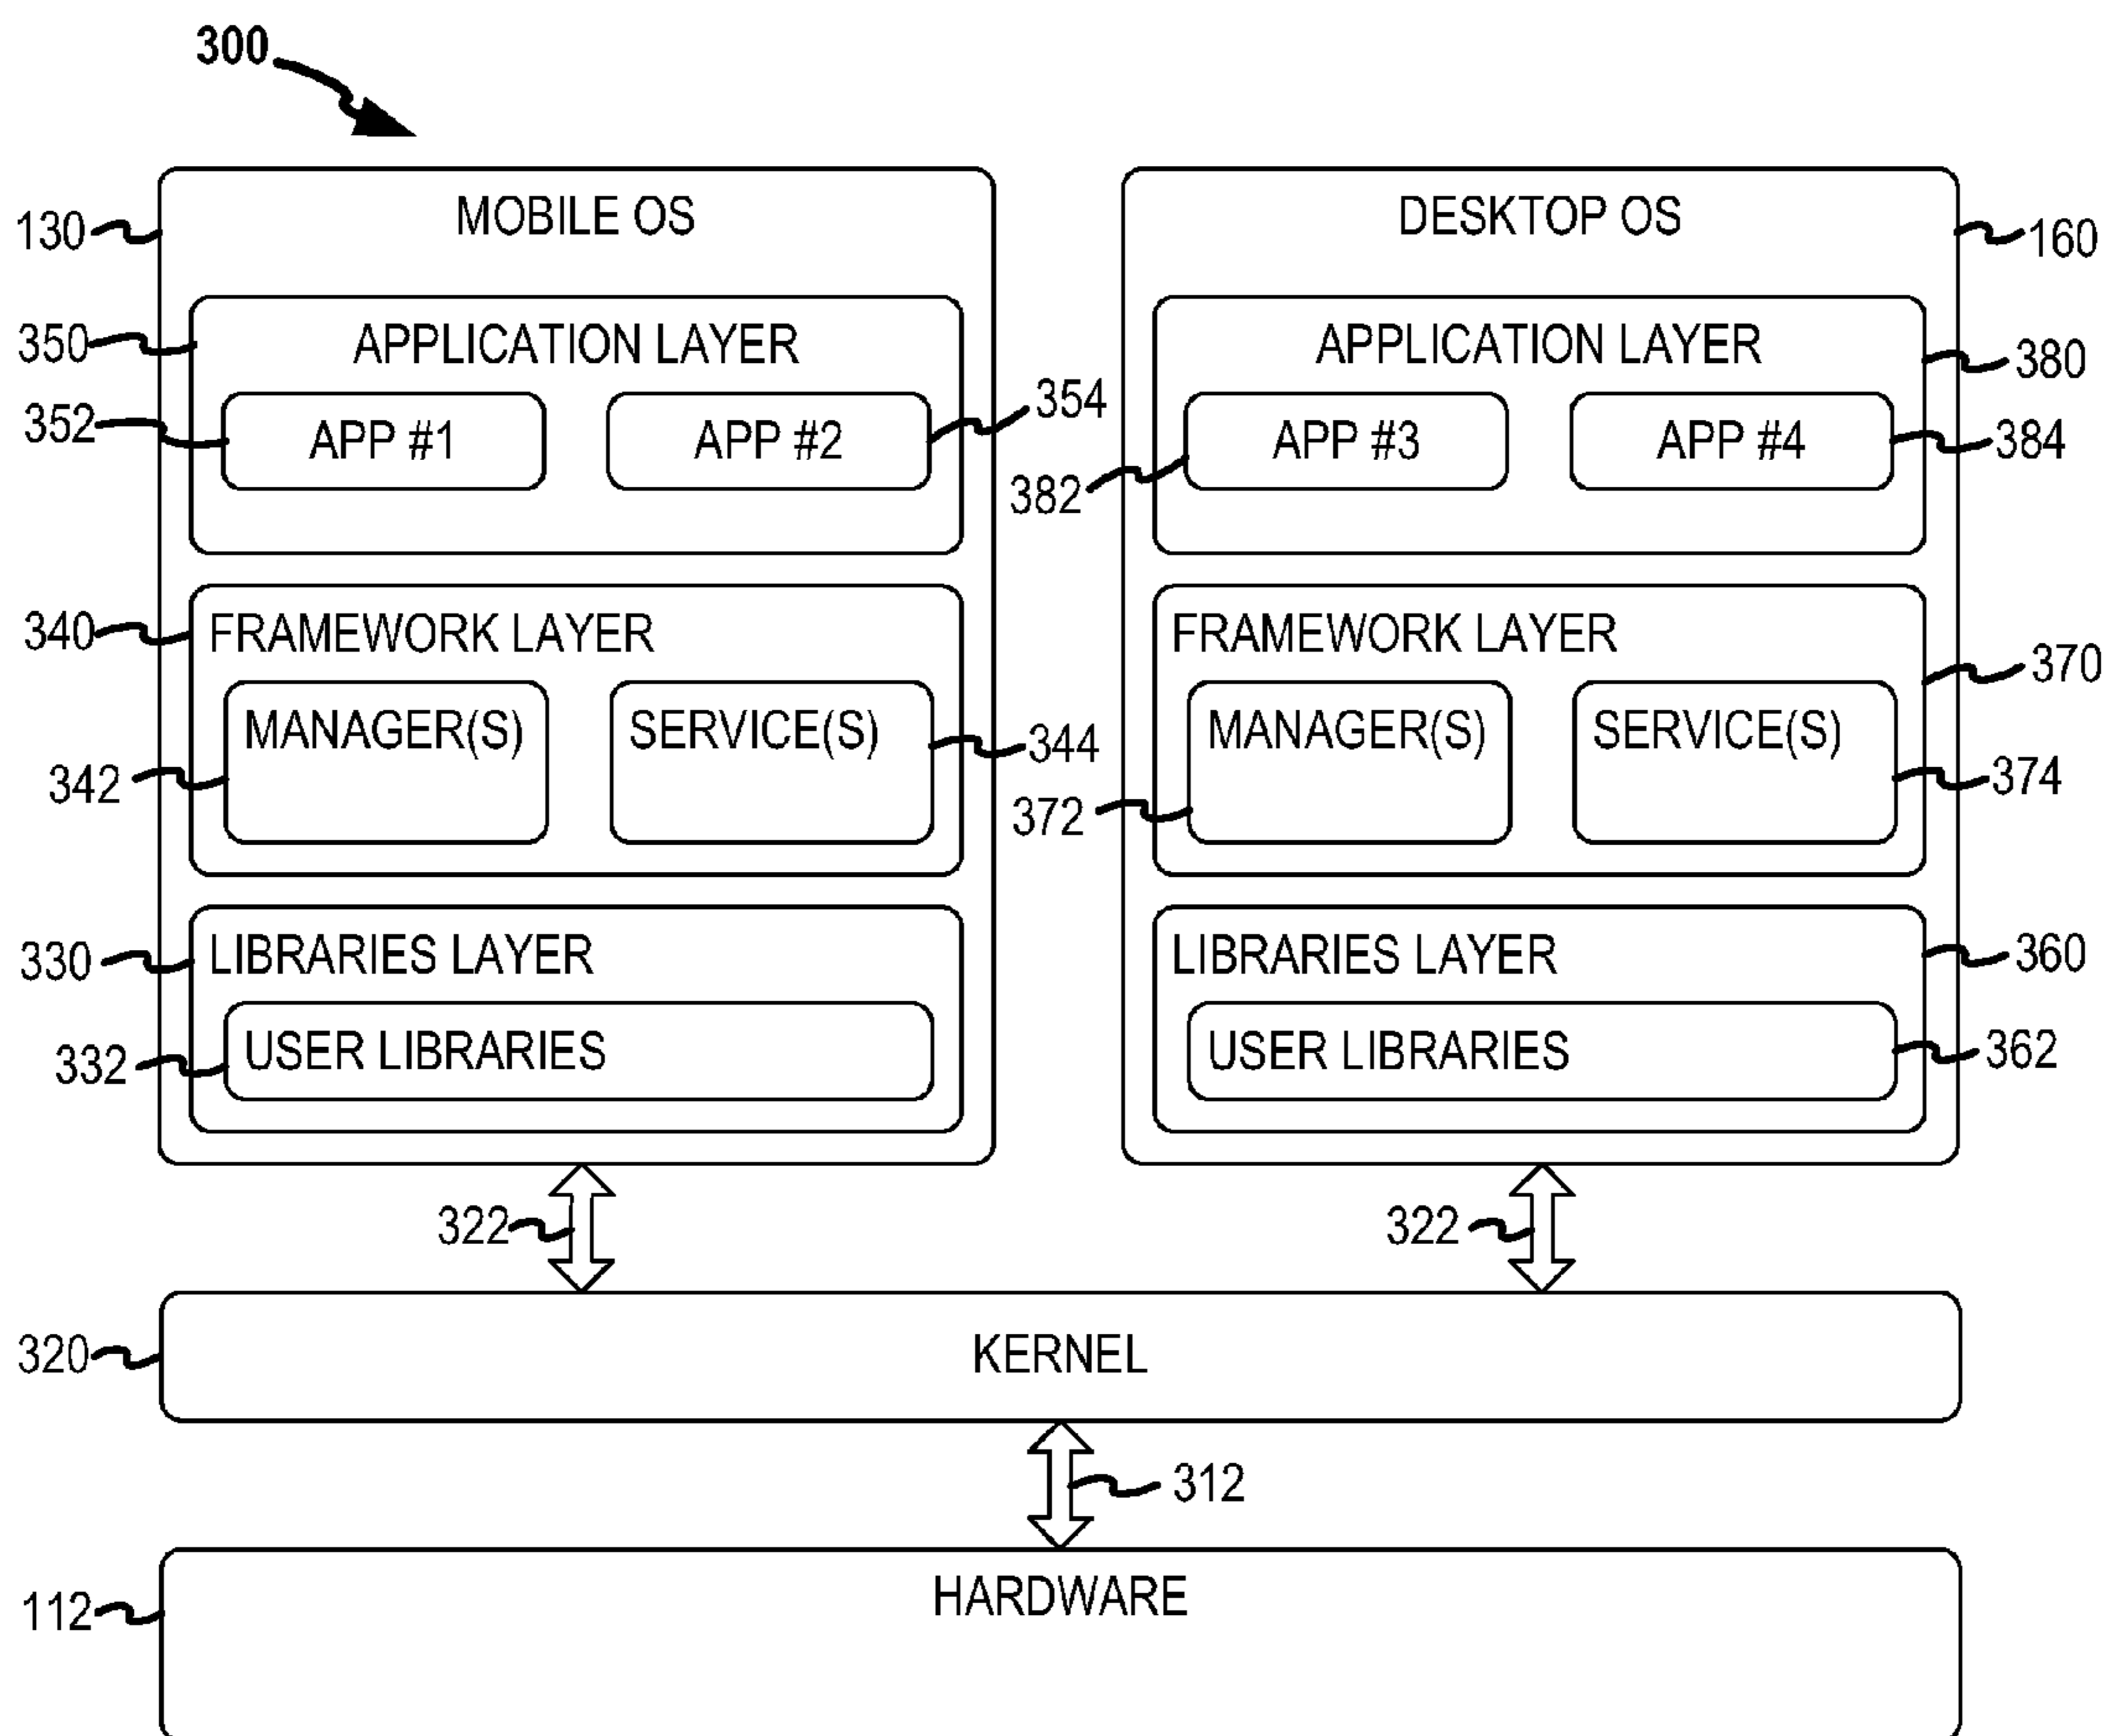 300
MOBILE OS
DESKTOP OS
130
160
350
APPLICATION LAYER
APPLICATION LAYER
380
352
APP #1
APP #2
354
382
APP #3
APP #4
384
340
FRAMEWORK LAYER
FRAMEWORK LAYER
370
342
MANAGER(S)
SERVICE(S)
344
372
MANAGER(S)
SERVICE(S)
374
330
LIBRARIES LAYER
LIBRARIES LAYER
360
332
USER LIBRARIES
USER LIBRARIES
362
322
322
320
KERNEL
312
112
HARDWARE